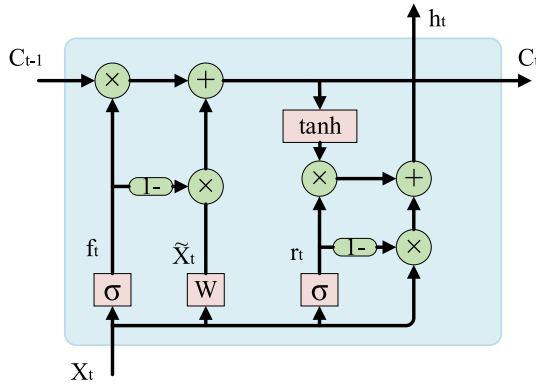 hₜ
Cₜ₋₁
Cₜ
×
+
tanh
1-
×
×
+
fₜ
X̃ₜ
rₜ
1-
×
σ
W
σ
Xₜ